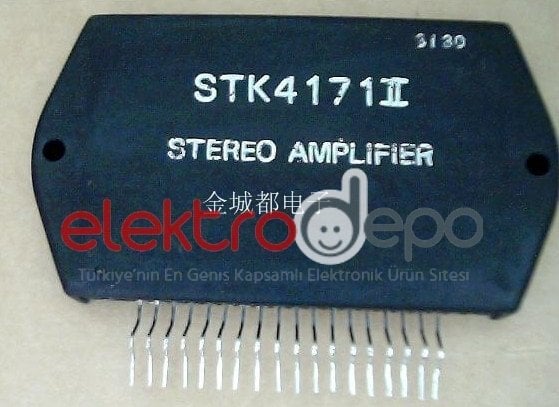 3130
STK4171II
STEREO AMPLIFIER
金城都电子
elektrodepo
Türkiye'nin En Geniş Kapsamlı Elektronik Ürün Sitesi